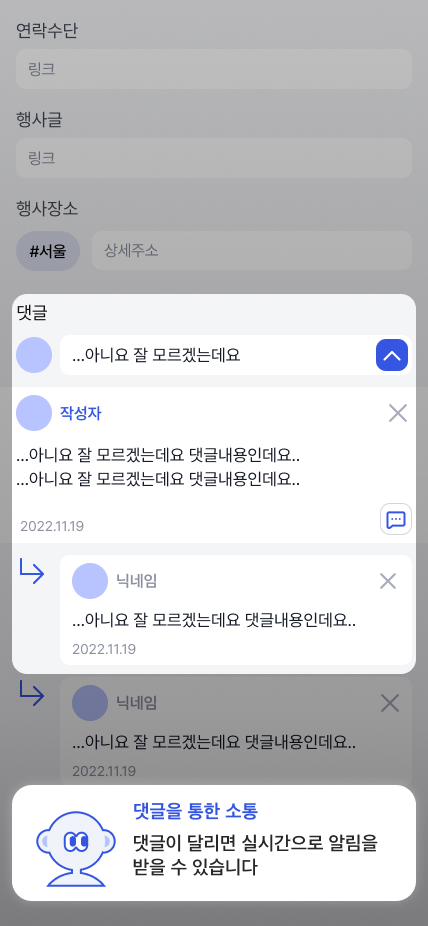 연락수단
링크
행사글
링크
행사장소
#서울
상세주소
댓글
...아니요 잘 모르겠는데요
작성자
...아니요 잘 모르겠는데요 댓글내용인데요..
...아니요 잘 모르겠는데요 댓글내용인데요..
2022.11.19
닉네임
...아니요 잘 모르겠는데요 댓글내용인데요..
2022.11.19
닉네임
...아니요 잘 모르겠는데요 댓글내용인데요..
2022.11.19
댓글을 통한 소통
댓글이 달리면 실시간으로 알림을
받을 수 있습니다